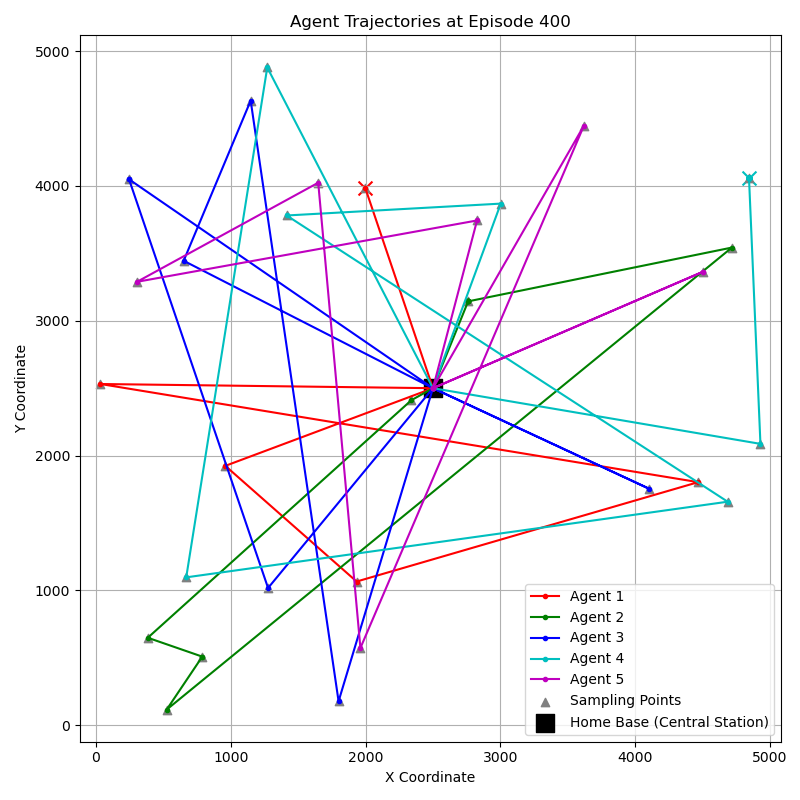 Agent Trajectories at Episode 400
5000
4000
3000
2000
1000
0
Y Coordinate
0 1000 2000 3000 4000 5000
X Coordinate
Agent 1
Agent 2
Agent 3
Agent 4
Agent 5
Sampling Points
Home Base (Central Station)